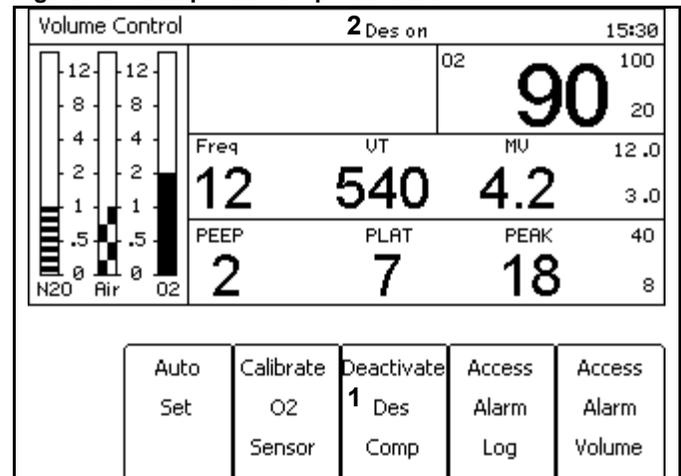 Volume Control 2 Des on 15:30
12 12
8 8
4 4
2 2
1 1
.5 .5
0 0
N2O Air O2
O2 90 100
20
Freq VT MV 12.0
12 540 4.2 3.0
PEEP PLAT PEAK 40
2 7 18 8
Auto Set
Calibrate O2 Sensor
Deactivate 1 Des Comp
Access Alarm Log
Access Alarm Volume